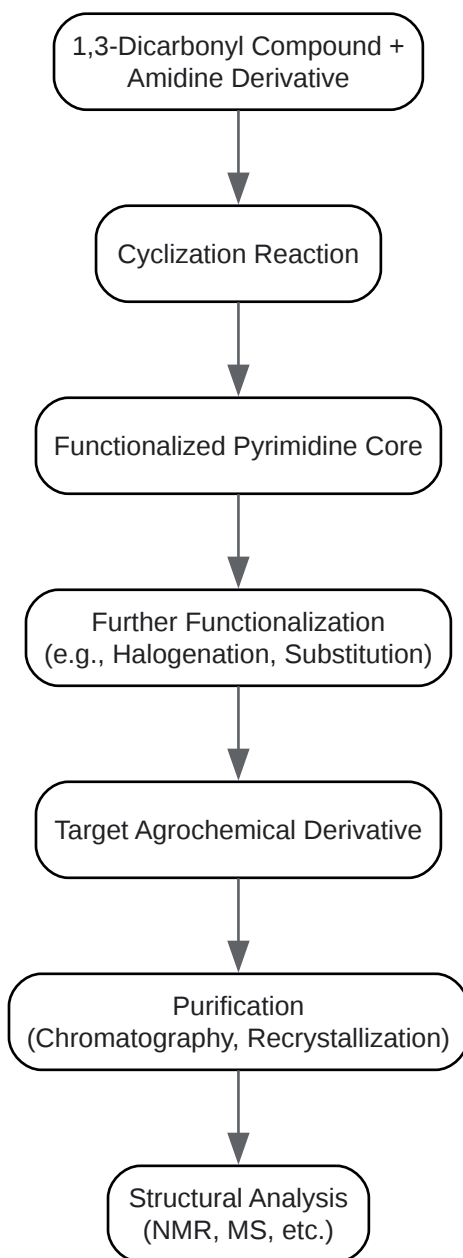 1,3-Dicarbonyl Compound +
Amidine Derivative
Cyclization Reaction
Functionalized Pyrimidine Core
Further Functionalization
(e.g., Halogenation, Substitution)
Target Agrochemical Derivative
Purification
(Chromatography, Recrystallization)
Structural Analysis
(NMR, MS, etc.)